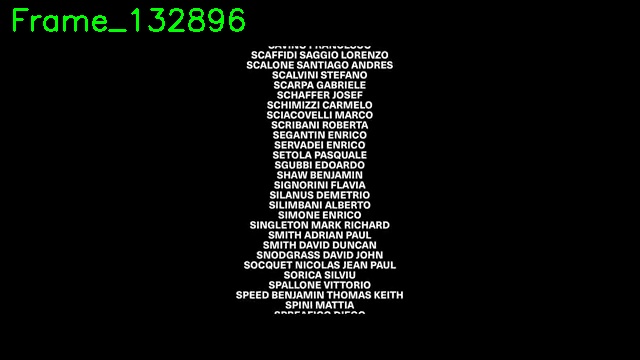 Frame_132896
SCAFFIDI SAGGIO LORENZO
SCALONE SANTIAGO ANDRES
SCALVINI STEFANO
SCARPA GABRIELE
SCHAFFER JOSEF
SCHIMIZZI CARMELO
SCIACOVELLI MARCO
SCRIBANI ROBERTA
SEGANTIN ENRICO
SERVADEI ENRICO
SETOLA PASQUALE
SGUBBI EDOARDO
SHAW BENJAMIN
SIGNORINI FLAVIA
SILANUS DEMETRIO
SILIMBANI ALBERTO
SIMONE ENRICO
SINGLETON MARK RICHARD
SMITH ADRIAN PAUL
SMITH DAVID DUNCAN
SNODGRASS DAVID JOHN
SOCQUET NICOLAS JEAN PAUL
SORICA SILVIU
SPALLONE VITTORIO
SPEED BENJAMIN THOMAS KEITH
SPINI MATTIA